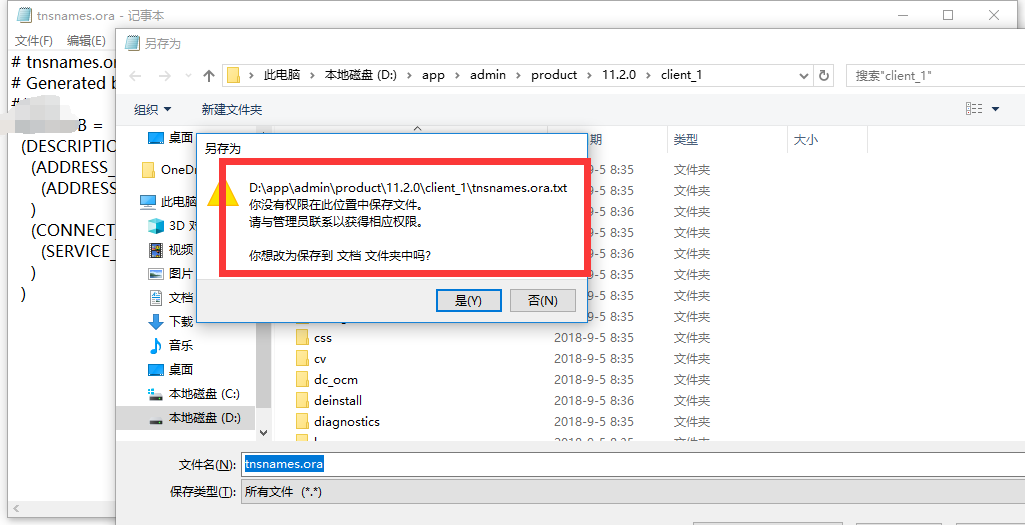 tnsnames.ora - 记事本
文件(F) 编辑(E)
另存为
# tnsnames.or
# Generated b
#
B =
(DESCRIPTIO
(ADDRESS_
(ADDRESS
)
(CONNECT_
(SERVICE_
)
)
此电脑 › 本地磁盘 (D:) › app › admin › product › 11.2.0 › client_1
搜索"client_1"
组织 新建文件夹
期 类型 大小
桌面
OneDr
此电脑
3D 对
视频
图片
文档
下载
音乐
桌面
本地磁盘 (C:)
本地磁盘 (D:)
另存为
D:\app\admin\product\11.2.0\client_1\tnsnames.ora.txt
你没有权限在此位置中保存文件。
请与管理员联系以获得相应权限。
你想改为保存到 文档 文件夹中吗?
是(Y) 否(N)
-9-5 8:35 文件夹
-9-5 8:35 文件夹
-9-5 8:36 文件夹
-9-5 8:35 文件夹
-9-5 8:36 文件夹
-9-5 8:35 文件夹
-9-5 8:35 文件夹
-9-5 8:35 文件夹
css 2018-9-5 8:35 文件夹
cv 2018-9-5 8:35 文件夹
dc_ocm 2018-9-5 8:35 文件夹
deinstall 2018-9-5 8:36 文件夹
diagnostics 2018-9-5 8:35 文件夹
文件名(N): tnsnames.ora
保存类型(T): 所有文件 (*.*)